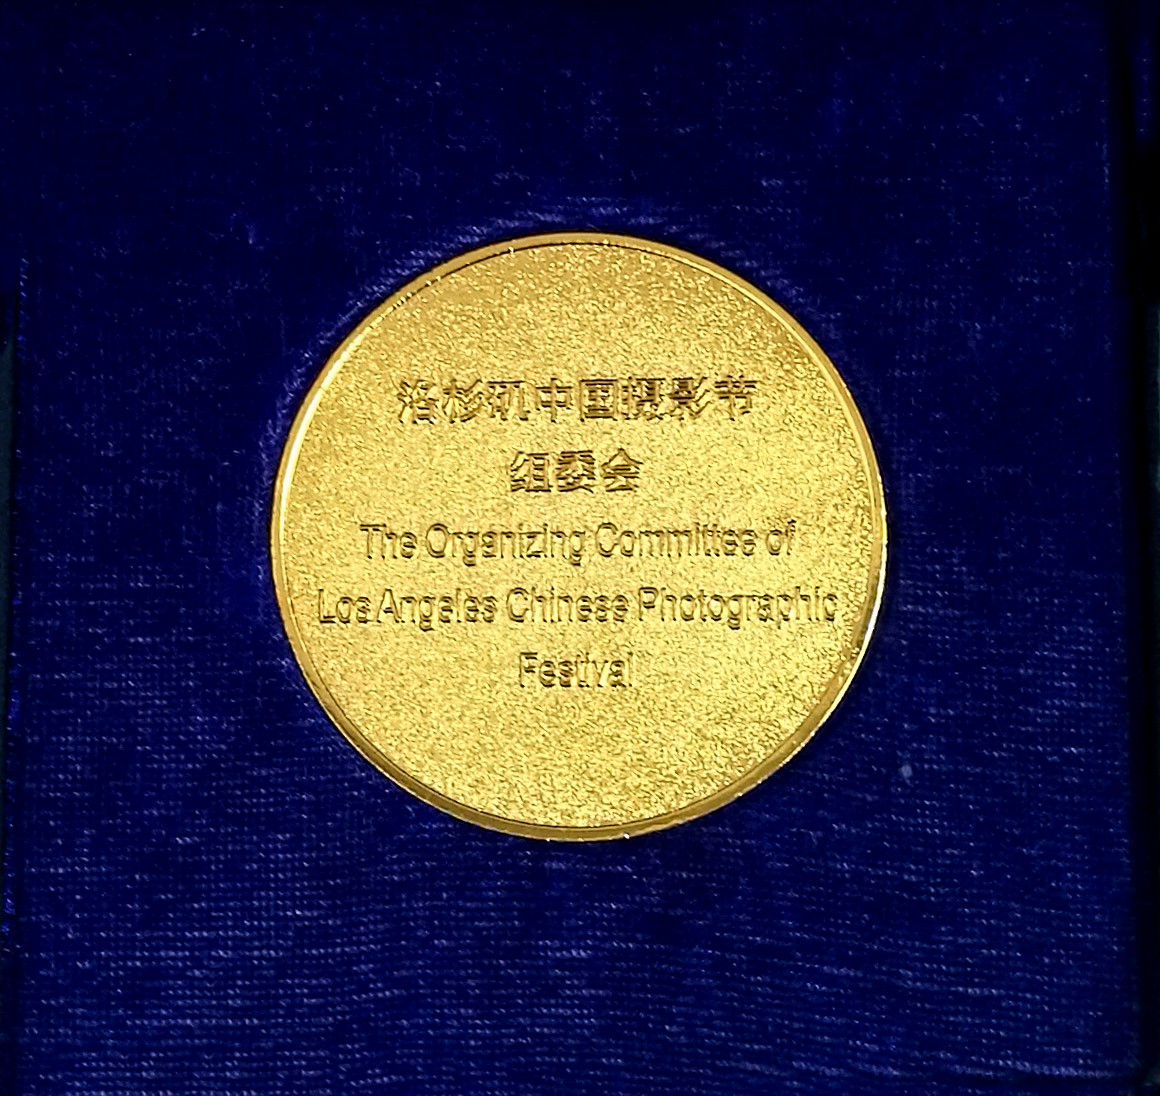 洛杉矶中国摄影节
组委会
The Organizing Committee of
Los Angeles Chinese Photographic
Festival